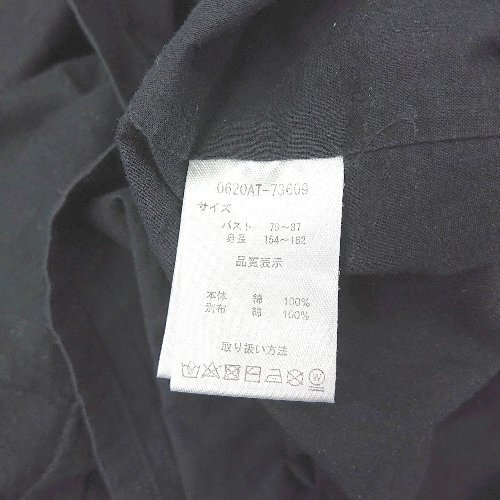 0620AT-73609
サイズ
バスト 79~87
身長 154~162
品質表示
本体 綿 100%
別布 綿 100%
取り扱い方法